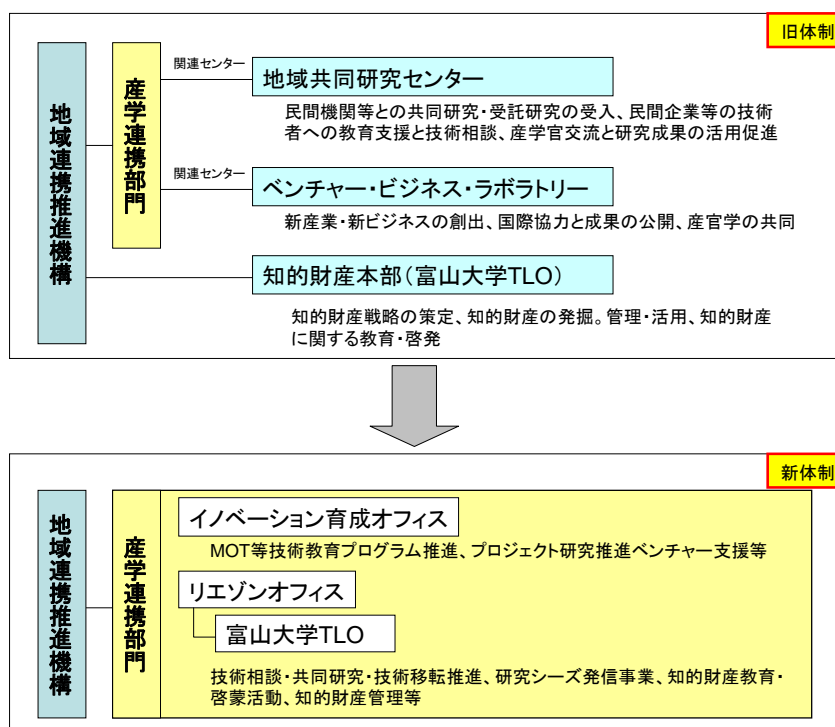 旧体制
地域連携推進機構
産学連携部門
関連センター
地域共同研究センター
民間機関等との共同研究・受託研究の受入、民間企業等の技術
者への教育支援と技術相談、産学官交流と研究成果の活用促進
関連センター
ベンチャー・ビジネス・ラボラトリー
新産業・新ビジネスの創出、国際協力と成果の公開、産官学の共同
知的財産本部（富山大学TLO）
知的財産戦略の策定、知的財産の発掘。管理・活用、知的財産
に関する教育・啓発
新体制
地域連携推進機構
産学連携部門
イノベーション育成オフィス
MOT等技術教育プログラム推進、プロジェクト研究推進ベンチャー支援等
リエゾンオフィス
富山大学TLO
技術相談・共同研究・技術移転推進、研究シーズ発信事業、知的財産教育・
啓蒙活動、知的財産管理等